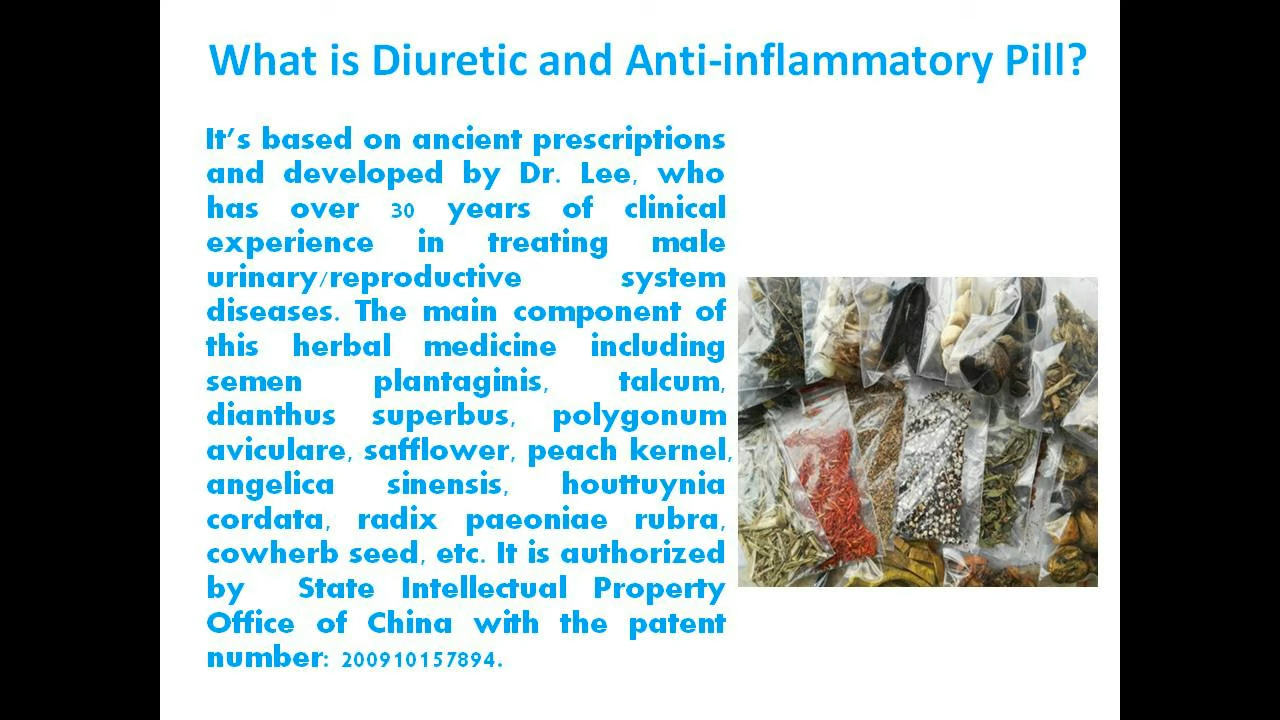 What is Diuretic and Anti-inflammatory Pill?
It's based on ancient prescriptions
and developed by Dr. Lee, who
has over 30 years of clinical
experience in treating male
urinary/reproductive system
diseases. The main component of
this herbal medicine including
semen plantaginis, talcum,
dianthus superbus, polygonum
aviculare, safflower, peach kernel,
angelica sinensis, houttuynia
cordata, radix paeoniae rubra,
cowherb seed, etc. It is authorized
by State Intellectual Property
Office of China with the patent
number: 200910157894.